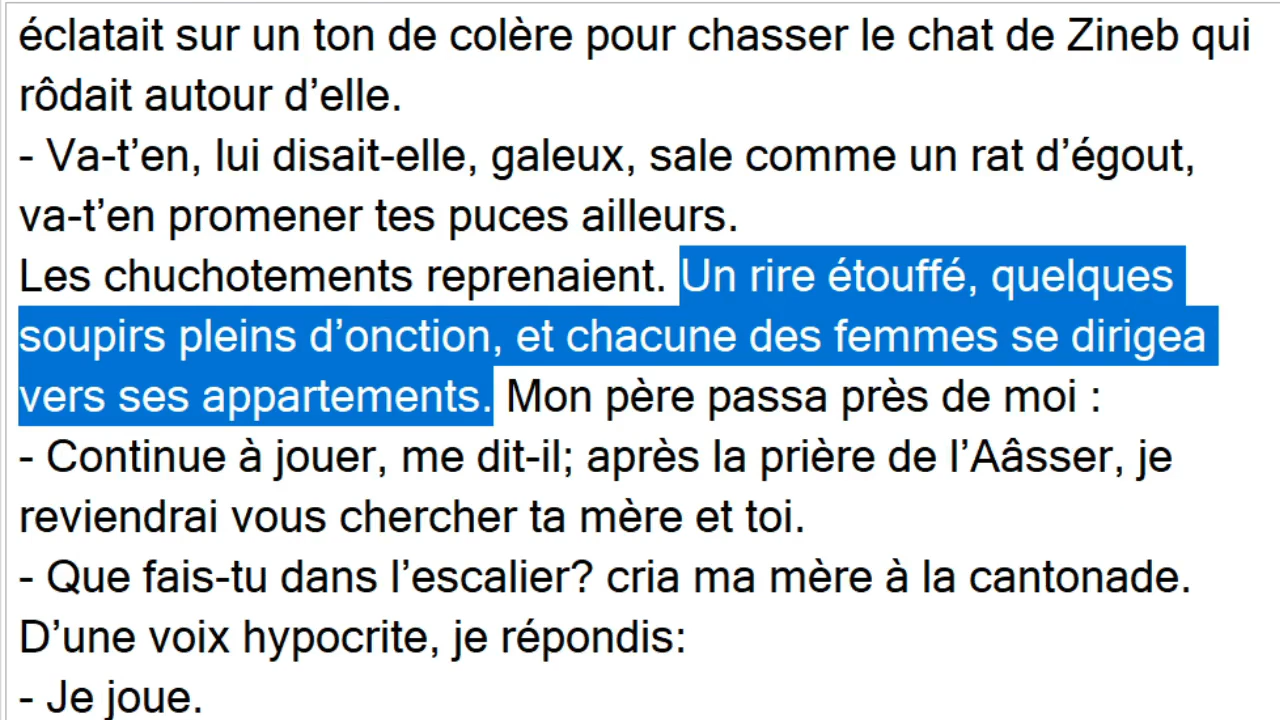 éclatait sur un ton de colère pour chasser le chat de Zineb qui
rôdait autour d’elle.
- Va-t’en, lui disait-elle, galeux, sale comme un rat d’égout,
va-t’en promener tes puces ailleurs.
Les chuchotements reprenaient. Un rire étouffé, quelques
soupirs pleins d’onction, et chacune des femmes se dirigea
vers ses appartements. Mon père passa près de moi :
- Continue à jouer, me dit-il; après la prière de l’Aâsser, je
reviendrai vous chercher ta mère et toi.
- Que fais-tu dans l’escalier? cria ma mère à la cantonade.
D’une voix hypocrite, je répondis:
- Je joue.